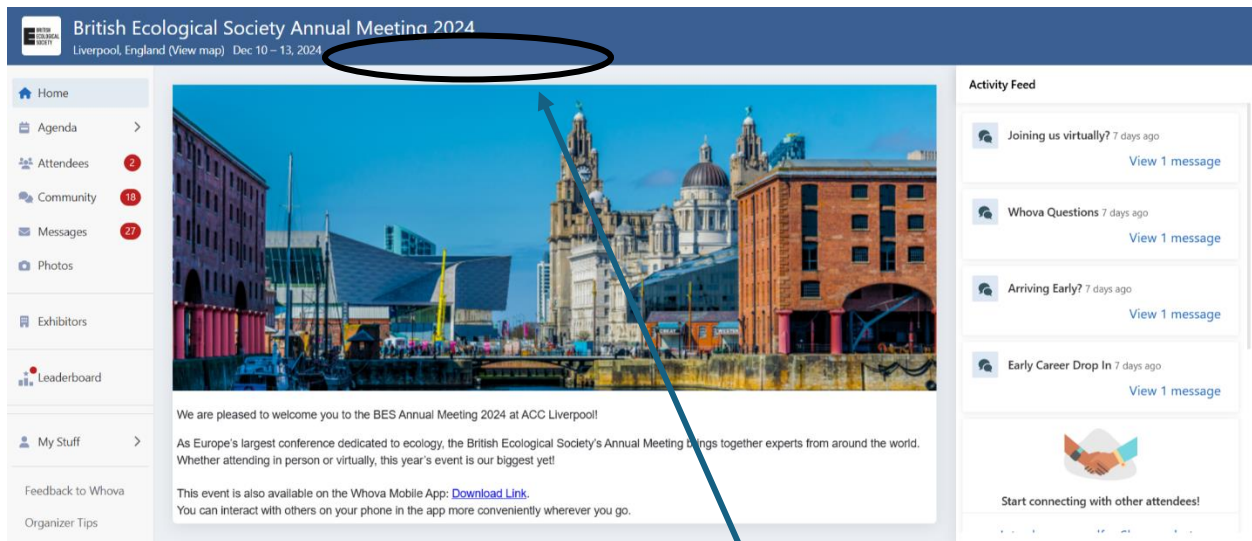 BRITISH
ECOLOGICAL
SOCIETY
British Ecological Society Annual Meeting 2024
Liverpool, England (View map) Dec 10 – 13, 2024
Home
Agenda
Attendees 2
Community 18
Messages 27
Photos
Exhibitors
Leaderboard
My Stuff
Feedback to Whova
Organizer Tips
We are pleased to welcome you to the BES Annual Meeting 2024 at ACC Liverpool!
As Europe's largest conference dedicated to ecology, the British Ecological Society's Annual Meeting brings together experts from around the world.
Whether attending in person or virtually, this year's event is our biggest yet!
This event is also available on the Whova Mobile App: Download Link.
You can interact with others on your phone in the app more conveniently wherever you go.
Activity Feed
Joining us virtually? 7 days ago
View 1 message
Whova Questions 7 days ago
View 1 message
Arriving Early? 7 days ago
View 1 message
Early Career Drop In 7 days ago
View 1 message
Start connecting with other attendees!